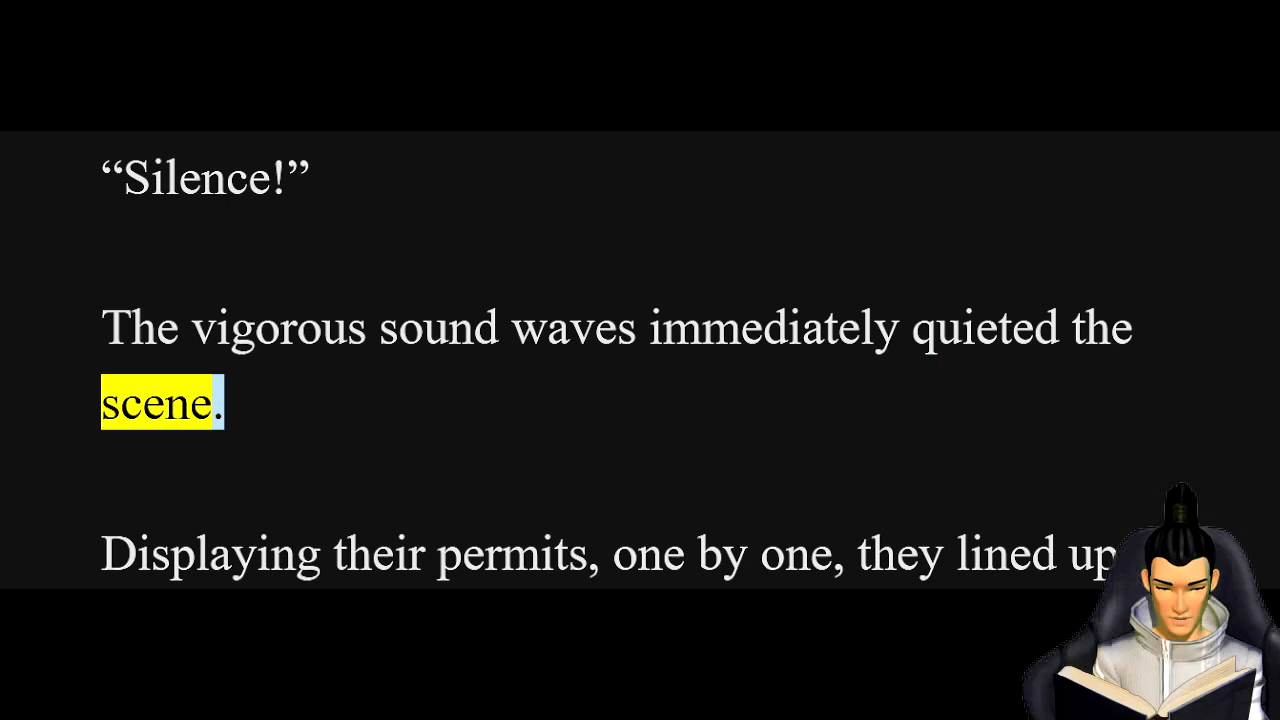 “Silence!”
The vigorous sound waves immediately quieted the
scene.
Displaying their permits, one by one, they lined up